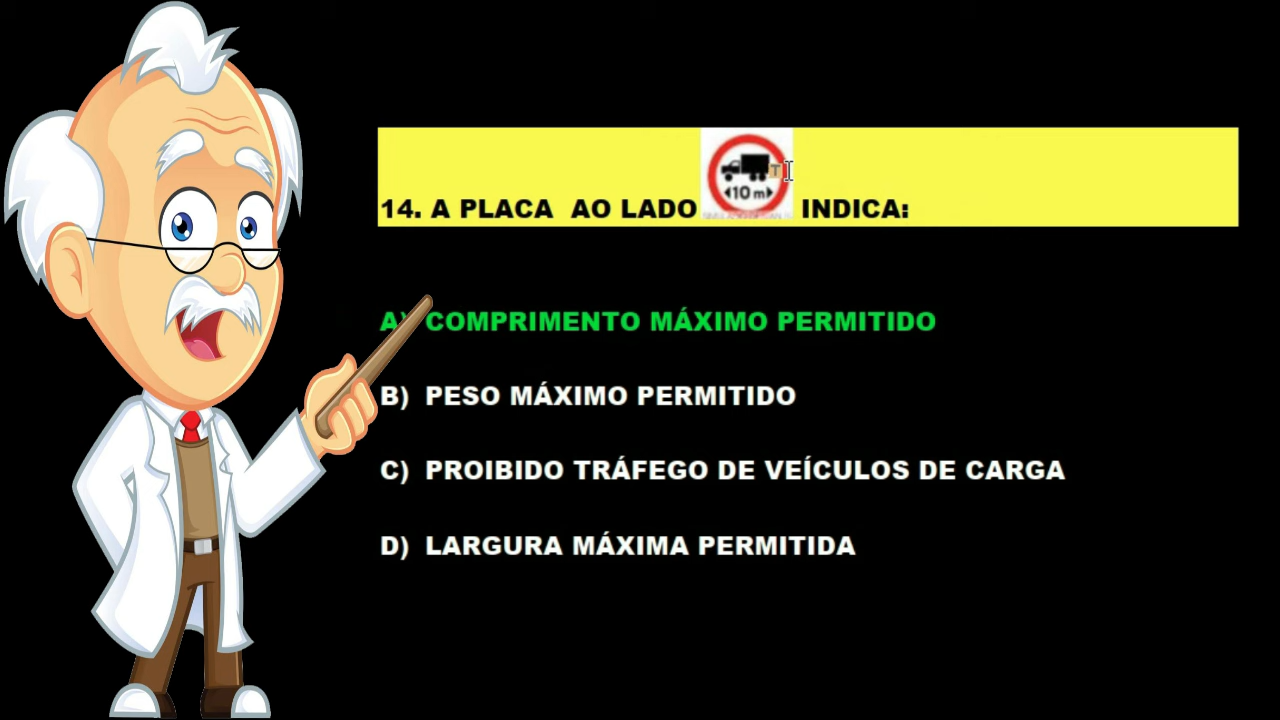 14. A PLACA AO LADO INDICA:
10 m
A) COMPRIMENTO MÁXIMO PERMITIDO
B) PESO MÁXIMO PERMITIDO
C) PROIBIDO TRÁFEGO DE VEÍCULOS DE CARGA
D) LARGURA MÁXIMA PERMITIDA